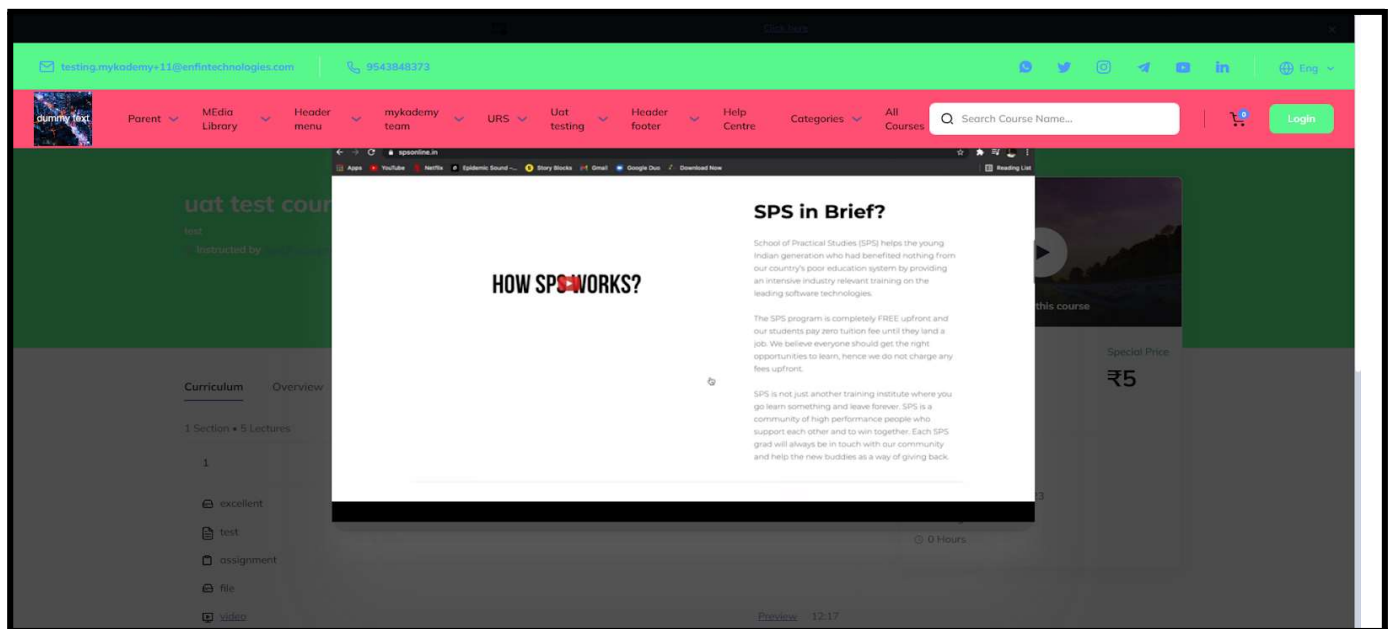 Click here
testing.mykademy+11@enfintechnologies.com
9543848373
Eng
dummy text
Parent
MEdia Library
Header menu
mykademy team
URS
Uat testing
Header footer
Help Centre
Categories
All Courses
Search Course Name...
0
Login
spsonline.in
Apps
YouTube
Netflix
Epidemic Sound -...
Story Blocks
Gmail
Google Duo
Download Now
Reading List
uat test cour
test
Instructed by
HOW SPS WORKS?
SPS in Brief?
School of Practical Studies (SPS) helps the young
Indian generation who had benefited nothing from
our country's poor education system by providing
an intensive industry relevant training on the
leading software technologies.
The SPS program is completely FREE upfront and
our students pay zero tuition fee until they land a
job. We believe everyone should get the right
opportunities to learn, hence we do not charge any
fees upfront.
SPS is not just another training institute where you
go learn something and leave forever. SPS is a
community of high performance people who
support each other and to win together. Each SPS
grad will always be in touch with our community
and help the new buddies as a way of giving back.
this course
Special Price
₹5
Curriculum
Overview
1 Section • 5 Lectures
1
excellent
test
assignment
file
video
Preview
12:17
0 Hours